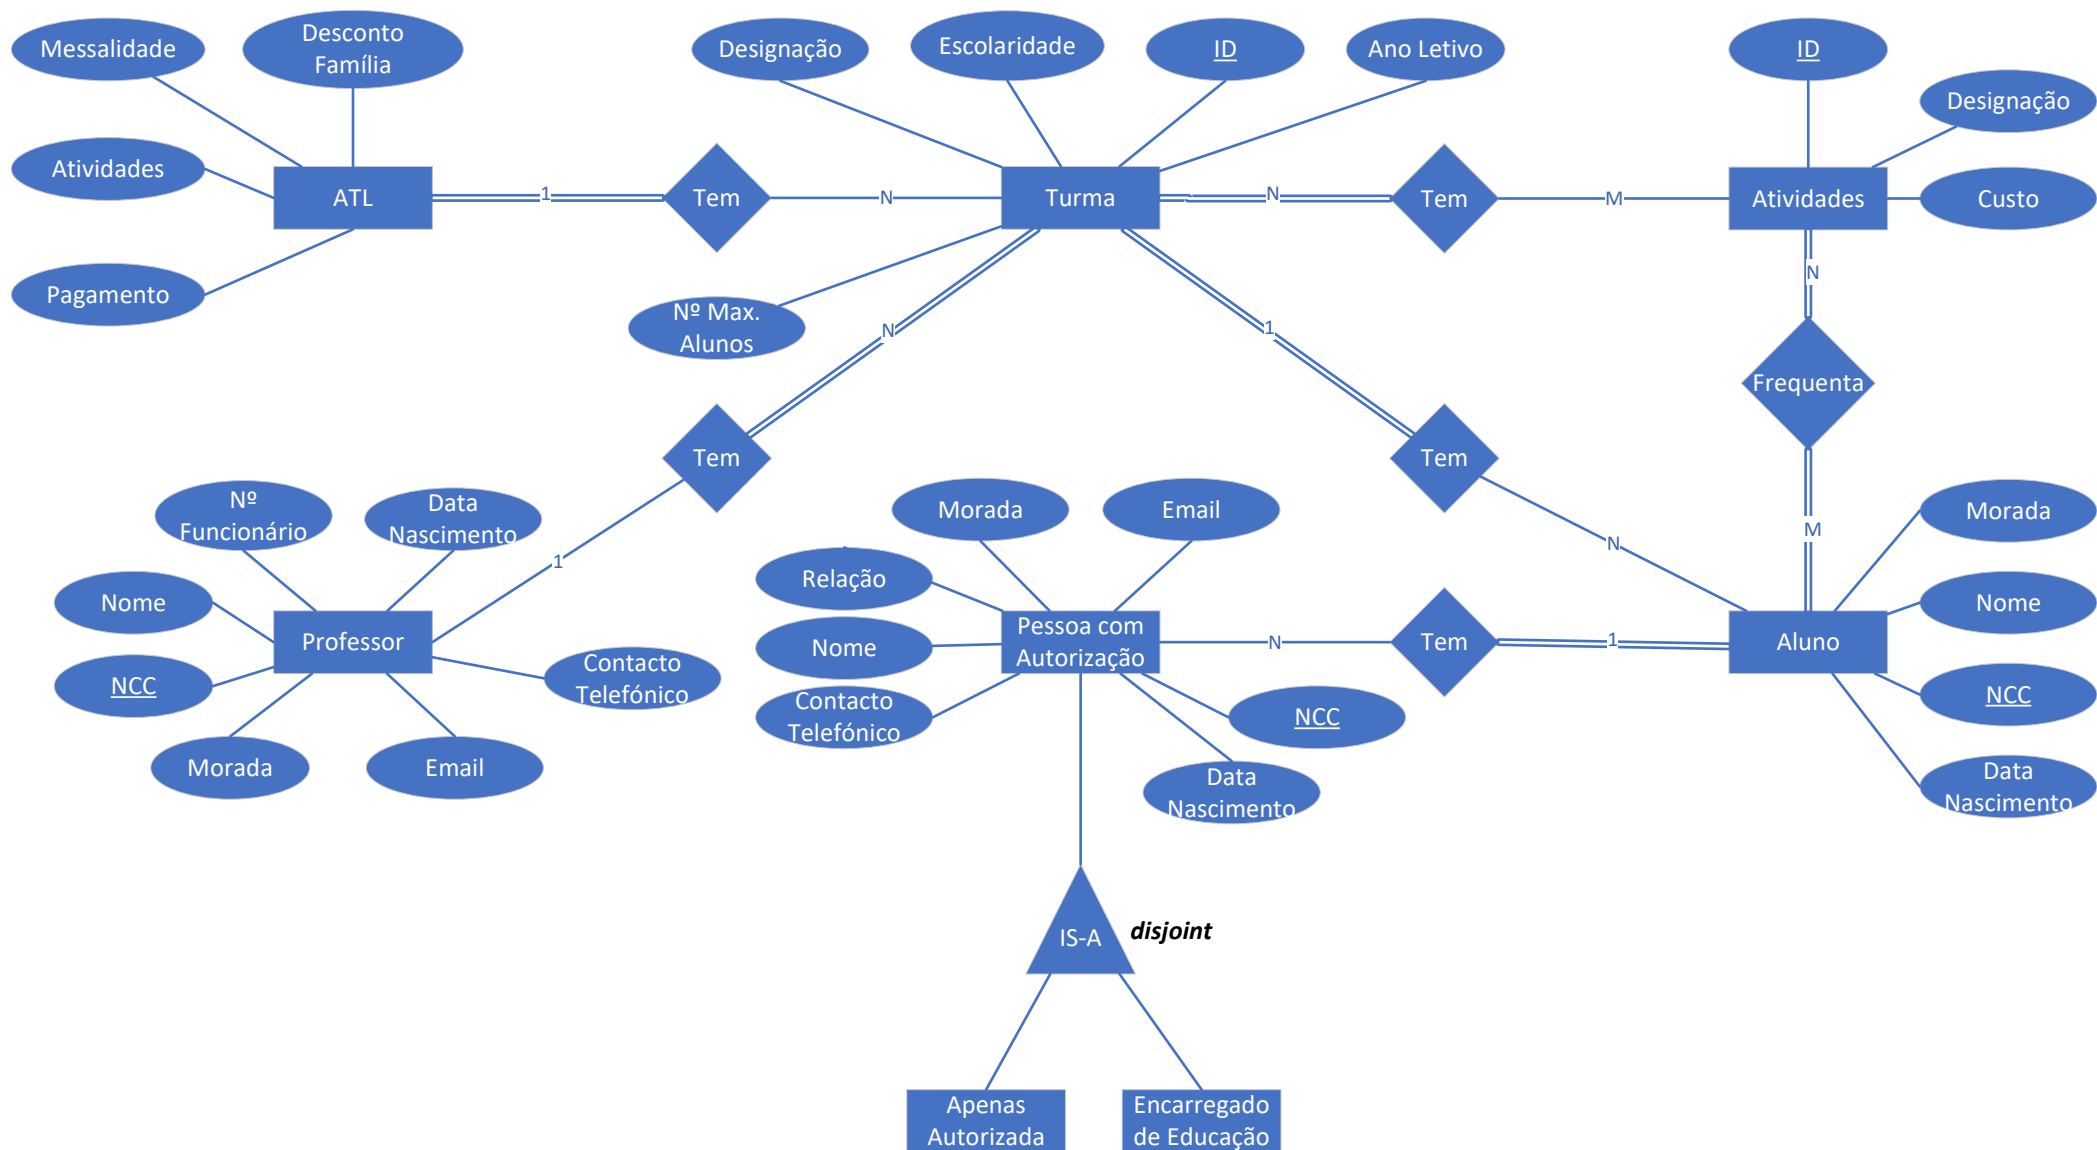 Messalidade
Desconto
Família
Designação
Escolaridade
ID
Ano Letivo
ID
Designação
Atividades
ATL
1
Tem
N
Turma
N
Tem
M
Atividades
Custo
Pagamento
Nº Max.
Alunos
N
1
N
Frequenta
Tem
Tem
Nº
Funcionário
Data
Nascimento
1
Morada
Email
N
M
Morada
Nome
Relação
Nome
Professor
Nome
Pessoa com
Autorização
N
Tem
1
Aluno
NCC
Contacto
Telefónico
Contacto
Telefónico
NCC
NCC
Morada
Email
Data
Nascimento
Data
Nascimento
IS-A
disjoint
Apenas
Autorizada
Encarregado
de Educação